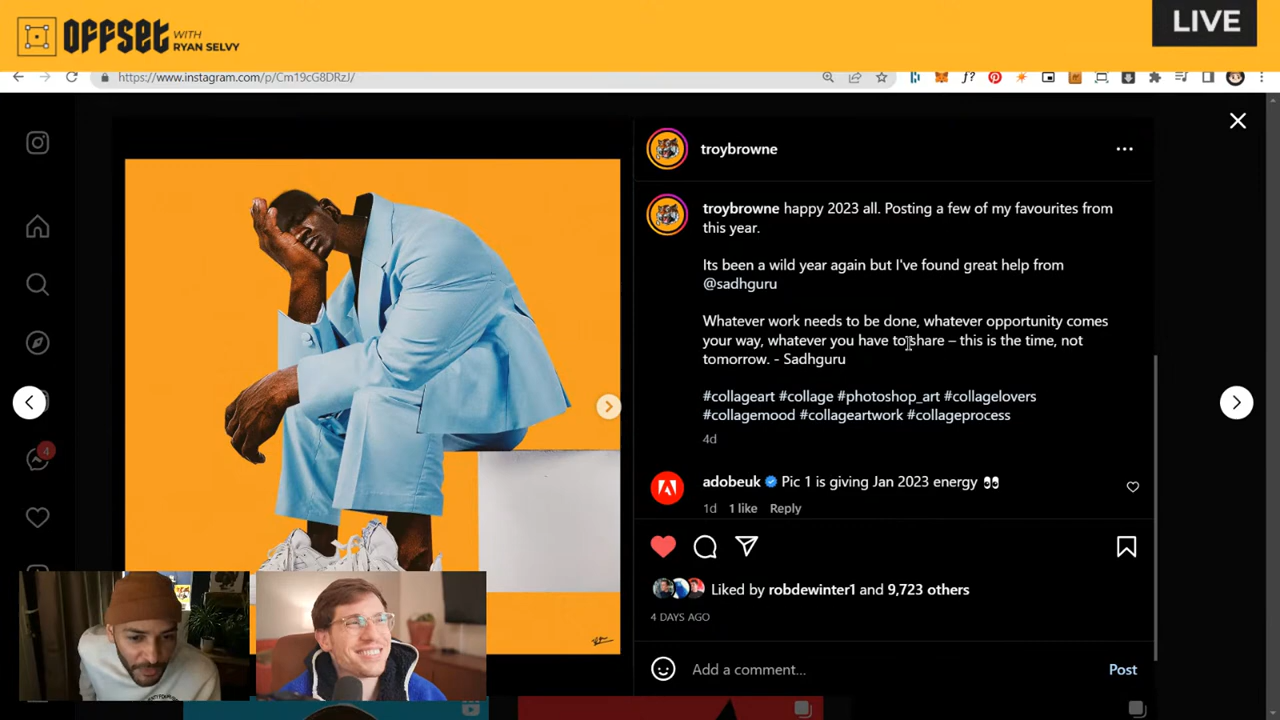 OFFSET WITH RYAN SELVY
LIVE
https://www.instagram.com/p/Cm19cG8DRzJ/
f?
troybrowne
troybrowne happy 2023 all. Posting a few of my favourites from
this year.
Its been a wild year again but I've found great help from
@sadhguru
Whatever work needs to be done, whatever opportunity comes
your way, whatever you have to share – this is the time, not
tomorrow. - Sadhguru
#collageart #collage #photoshop_art #collagelovers
#collagemood #collageartwork #collageprocess
4d
adobeuk Pic 1 is giving Jan 2023 energy 👀
1d 1 like Reply
4
Liked by robdewinter1 and 9,723 others
4 DAYS AGO
Add a comment... Post